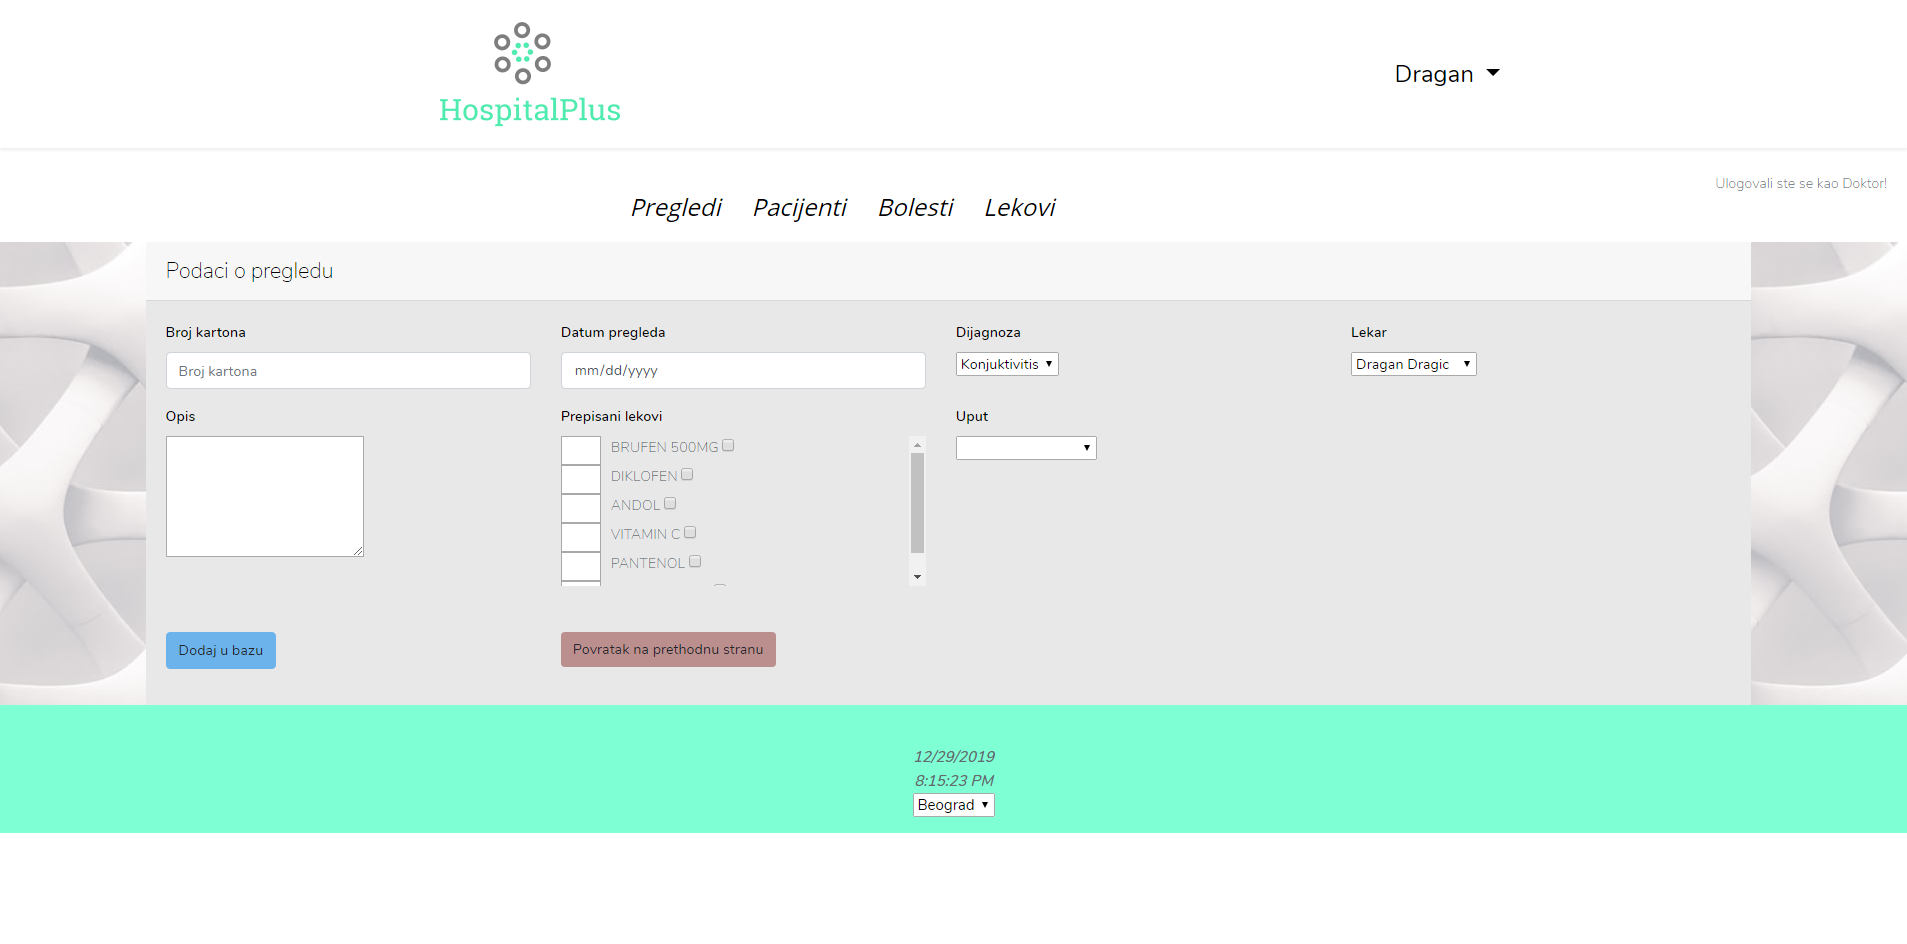 HospitalPlus
Dragan
Ulogovali ste se kao Doktor!
Pregledi Pacijenti Bolesti Lekovi
Podaci o pregledu
Broj kartona Datum pregleda Dijagnoza Lekar
Broj kartona mm/dd/yyyy Konjuktivitis Dragan Dragic
Opis Prepisani lekovi Uput
BRUFEN 500MG
DIKLOFEN
ANDOL
VITAMIN C
PANTENOL
Dodaj u bazu Povratak na prethodnu stranu
12/29/2019
8:15:23 PM
Beograd